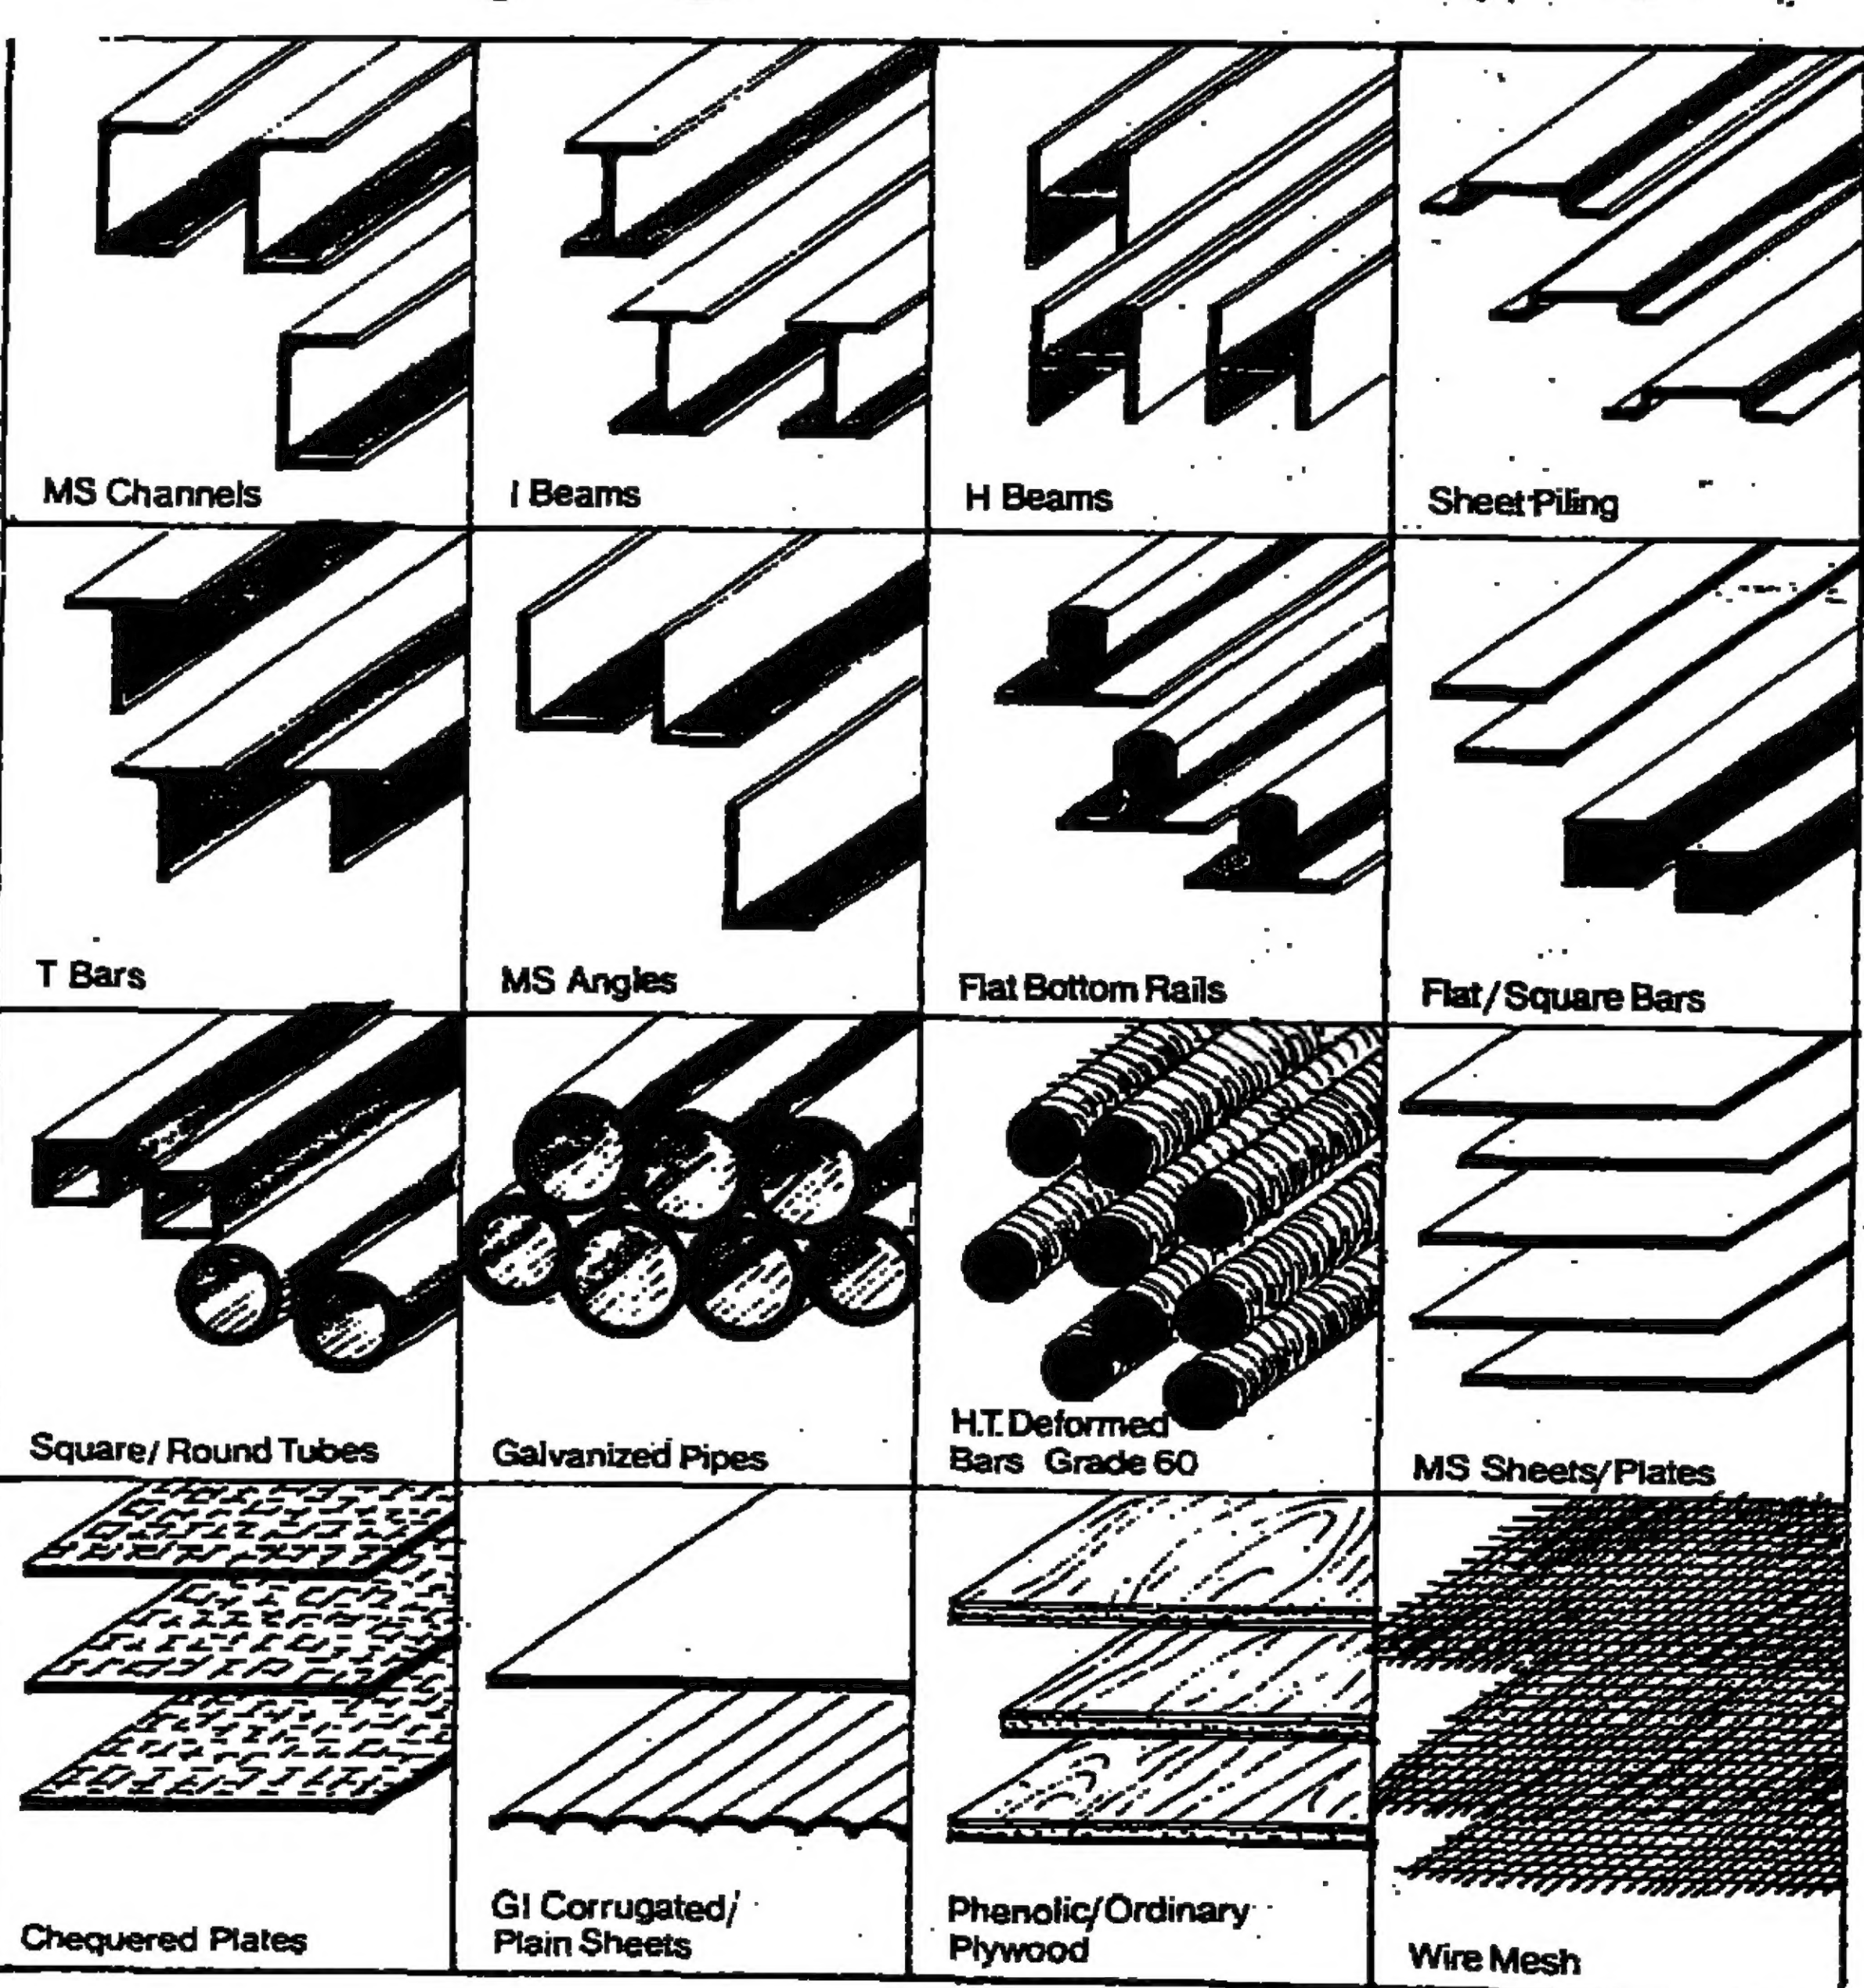 MS Channels
I Beams
H Beams
Sheet Piling
T Bars
MS Angles
Flat Bottom Rails
Flat/Square Bars
Square/Round Tubes
Galvanized Pipes
H.T. Deformed
Bars Grade 60
MS Sheets/Plates
Chequered Plates
GI Corrugated/
Plain Sheets
Phenolic/Ordinary
Plywood
Wire Mesh